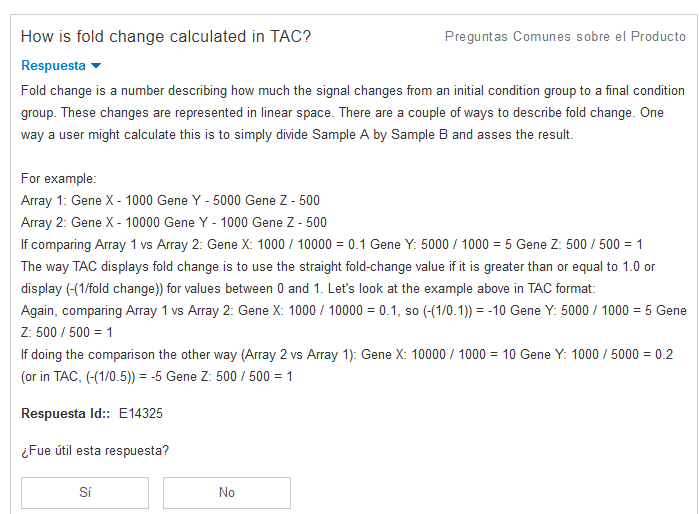 How is fold change calculated in TAC?
Preguntas Comunes sobre el Producto
Respuesta
Fold change is a number describing how much the signal changes from an initial condition group to a final condition
group. These changes are represented in linear space. There are a couple of ways to describe fold change. One
way a user might calculate this is to simply divide Sample A by Sample B and asses the result.
For example:
Array 1: Gene X - 1000 Gene Y - 5000 Gene Z - 500
Array 2: Gene X - 10000 Gene Y - 1000 Gene Z - 500
If comparing Array 1 vs Array 2: Gene X: 1000 / 10000 = 0.1 Gene Y: 5000 / 1000 = 5 Gene Z: 500 / 500 = 1
The way TAC displays fold change is to use the straight fold-change value if it is greater than or equal to 1.0 or
display (-(1/fold change)) for values between 0 and 1. Let's look at the example above in TAC format:
Again, comparing Array 1 vs Array 2: Gene X: 1000 / 10000 = 0.1, so (-(1/0.1)) = -10 Gene Y: 5000 / 1000 = 5 Gene
Z: 500 / 500 = 1
If doing the comparison the other way (Array 2 vs Array 1): Gene X: 10000 / 1000 = 10 Gene Y: 1000 / 5000 = 0.2
(or in TAC, (-(1/0.5)) = -5 Gene Z: 500 / 500 = 1
Respuesta Id:: E14325
¿Fue útil esta respuesta?
Sí
No